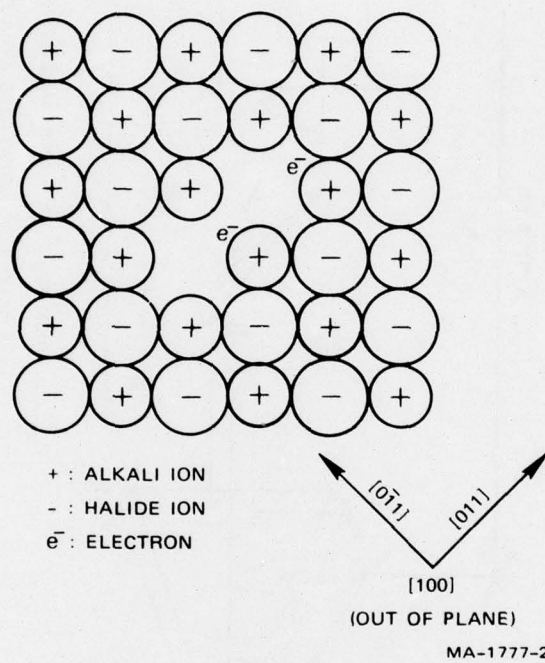 + - + - + -
- + - + - +
+ - + e⁻ + -
- + e⁻ + - +
+ - + - + -
- + - + - +
+ : ALKALI ION
- : HALIDE ION
e⁻ : ELECTRON
[01̄1] [011]
[100]
(OUT OF PLANE)
MA-1777-2